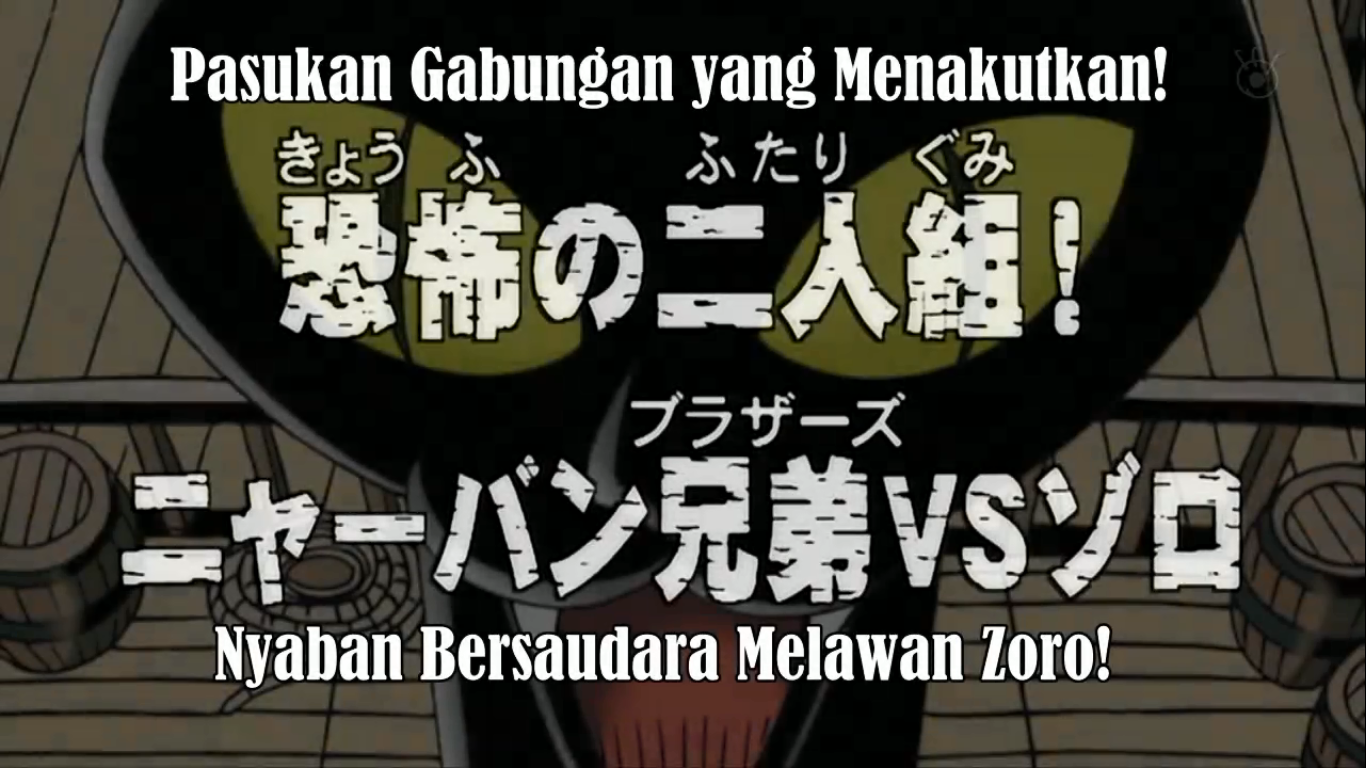 Pasukan Gabungan yang Menakutkan!
きょう ふ ふたり ぐみ
恐怖の二人組!
ブラザーズ
ニャーバン兄弟VSゾロ
Nyaban Bersaudara Melawan Zoro!